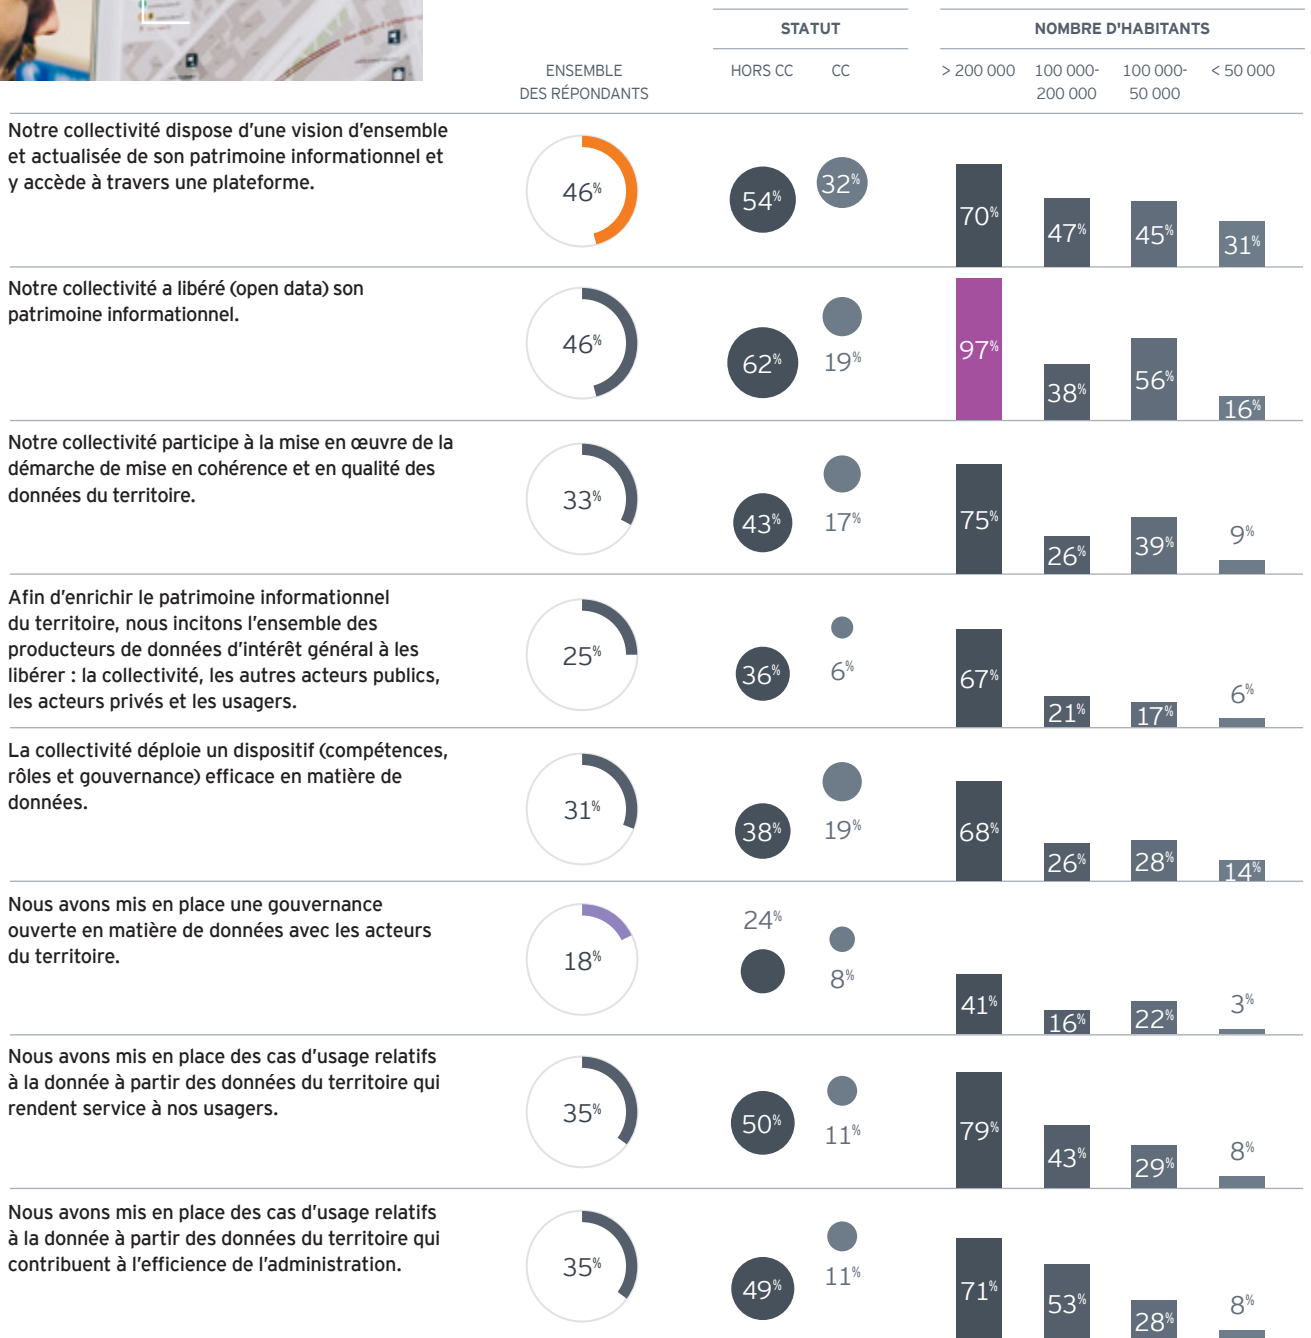 STATUT
NOMBRE D'HABITANTS
ENSEMBLE
DES RÉPONDANTS
HORS CC
CC
> 200 000
100 000-
200 000
100 000-
50 000
< 50 000
Notre collectivité dispose d’une vision d’ensemble
et actualisée de son patrimoine informationnel et
y accède à travers une plateforme.
46%
54%
32%
70%
47%
45%
31%
Notre collectivité a libéré (open data) son
patrimoine informationnel.
46%
62%
19%
97%
38%
56%
16%
Notre collectivité participe à la mise en œuvre de la
démarche de mise en cohérence et en qualité des
données du territoire.
33%
43%
17%
75%
26%
39%
9%
Afin d’enrichir le patrimoine informationnel
du territoire, nous incitons l’ensemble des
producteurs de données d’intérêt général à les
libérer : la collectivité, les autres acteurs publics,
les acteurs privés et les usagers.
25%
36%
6%
67%
21%
17%
6%
La collectivité déploie un dispositif (compétences,
rôles et gouvernance) efficace en matière de
données.
31%
38%
19%
68%
26%
28%
14%
Nous avons mis en place une gouvernance
ouverte en matière de données avec les acteurs
du territoire.
18%
24%
8%
41%
16%
22%
3%
Nous avons mis en place des cas d’usage relatifs
à la donnée à partir des données du territoire qui
rendent service à nos usagers.
35%
50%
11%
79%
43%
29%
8%
Nous avons mis en place des cas d’usage relatifs
à la donnée à partir des données du territoire qui
contribuent à l’efficience de l’administration.
35%
49%
11%
71%
53%
28%
8%